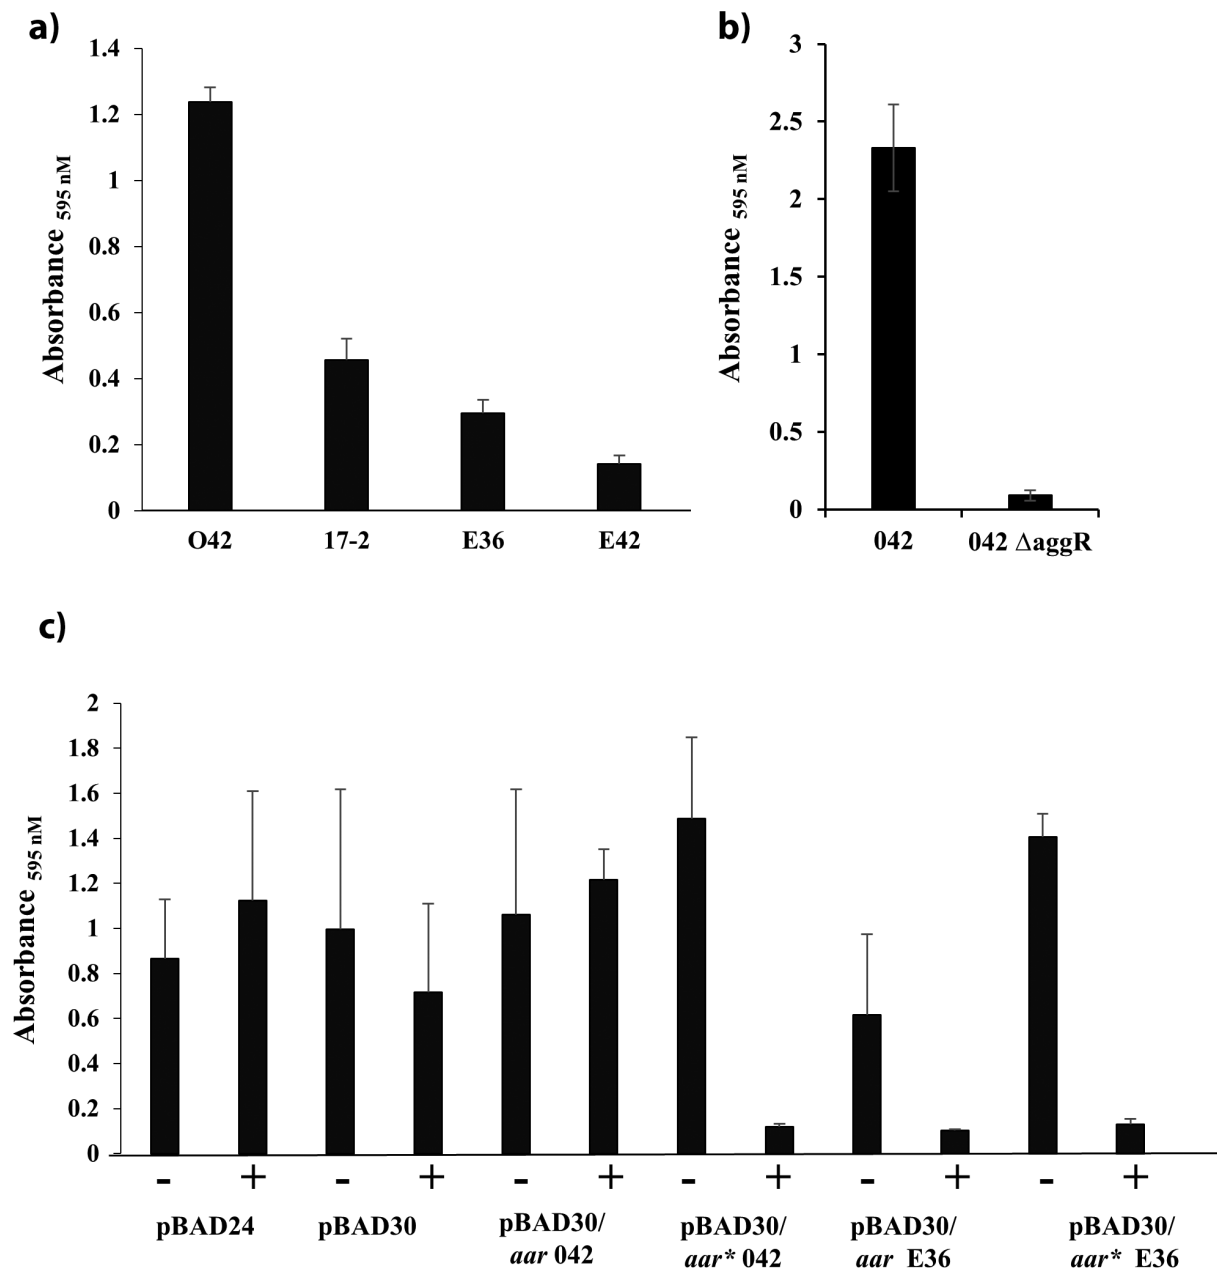 a)
1.4
1.2
1
0.8
0.6
0.4
0.2
0
Absorbance 595 nM
O42 17-2 E36 E42
b)
3
2.5
2
1.5
1
0.5
0
Absorbance 595 nM
042 042 ΔaggR
c)
2
1.8
1.6
1.4
1.2
1
0.8
0.6
0.4
0.2
0
Absorbance 595 nM
- + - + - + - + - + - +
pBAD24 pBAD30 pBAD30/ pBAD30/ pBAD30/ pBAD30/
aar 042 aar* 042 aar E36 aar* E36